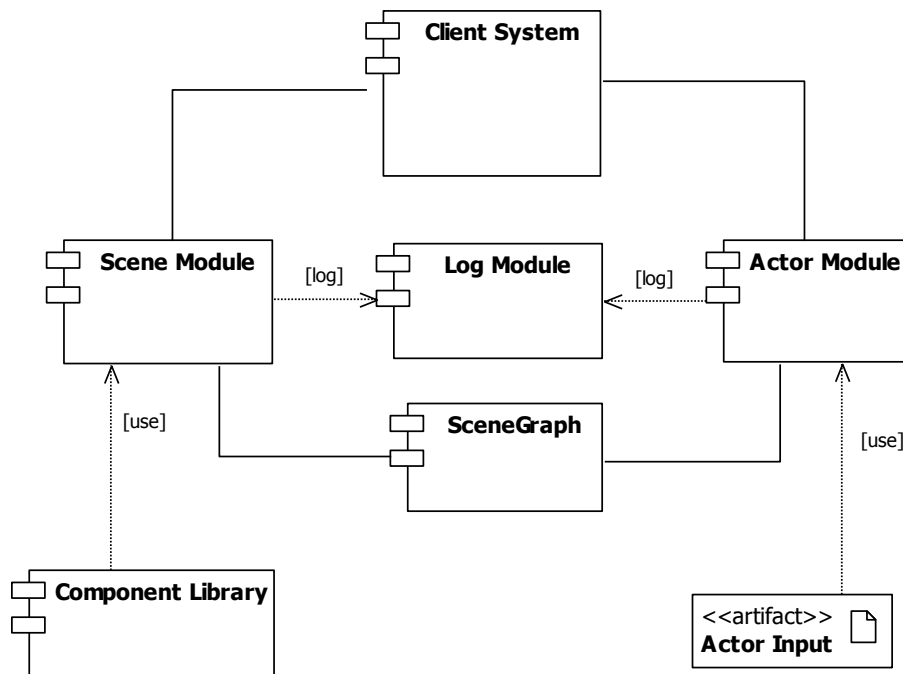 Client System
Scene Module
Log Module
Actor Module
[log]
[log]
SceneGraph
[use]
[use]
Component Library
<<artifact>>
Actor Input